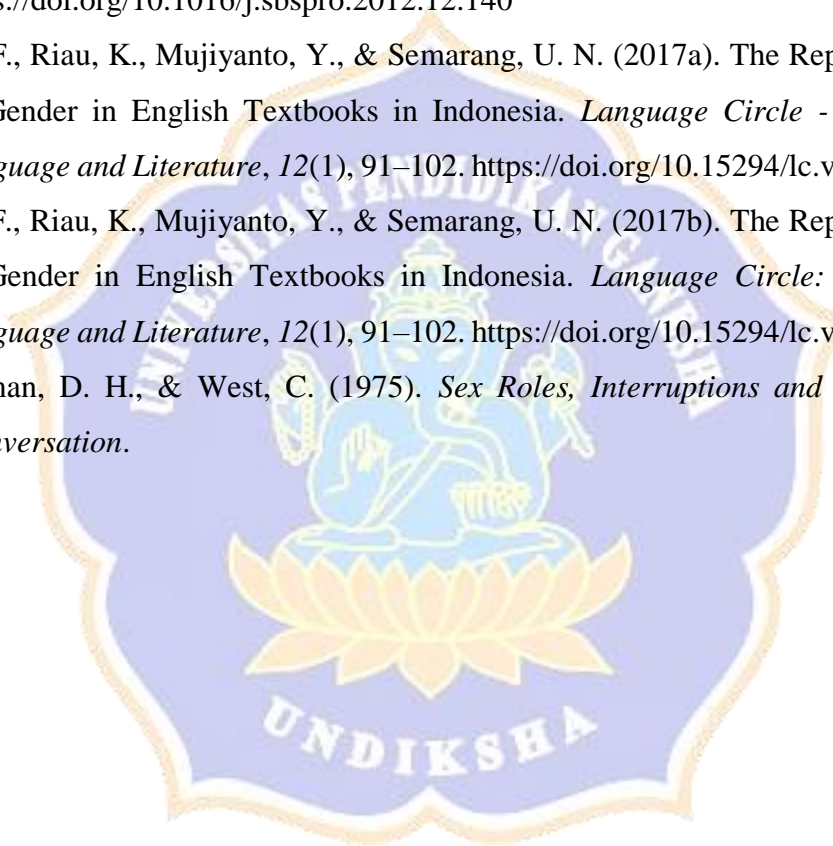 s://doi.org/10.1016/j.sbspro.2012.12.140
F., Riau, K., Mujiyanto, Y., & Semarang, U. N. (2017a). The Rep
Gender in English Textbooks in Indonesia. Language Circle -
guage and Literature, 12(1), 91–102. https://doi.org/10.15294/lc.v
F., Riau, K., Mujiyanto, Y., & Semarang, U. N. (2017b). The Rep
Gender in English Textbooks in Indonesia. Language Circle:
guage and Literature, 12(1), 91–102. https://doi.org/10.15294/lc.v
nan, D. H., & West, C. (1975). Sex Roles, Interruptions and
nversation.
UNIVERSITAS PENDIDIKAN GANESHA
UNDIKSHA